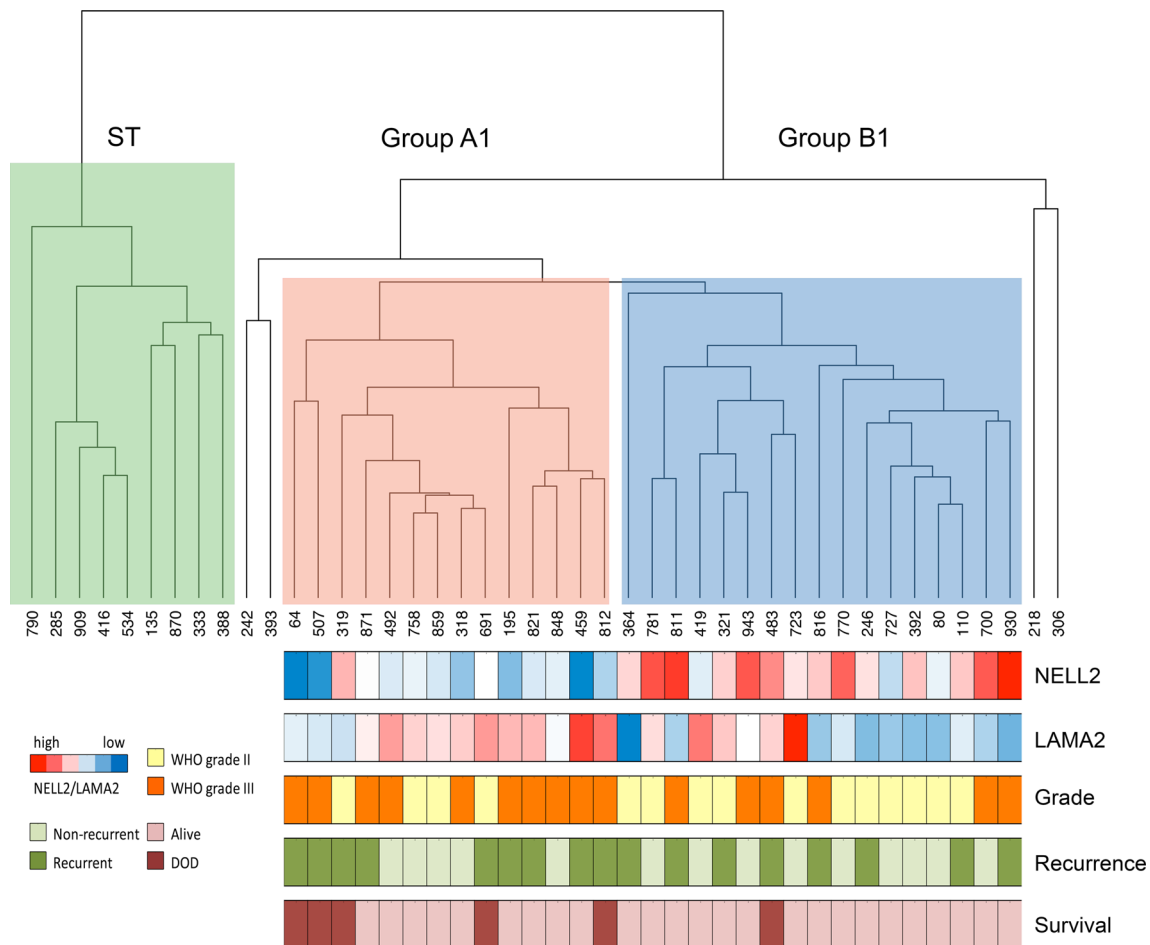 ST
Group A1
Group B1
790 285 909 416 534 135 870 333 388 242 393 64 507 319 871 492 758 859 318 691 195 821 848 459 812 364 781 811 419 321 943 483 723 816 770 246 727 392 80 110 700 930 218 306
NELL2
LAMA2
Grade
Recurrence
Survival
high low
NELL2/LAMA2
WHO grade II
WHO grade III
Non-recurrent
Recurrent
Alive
DOD